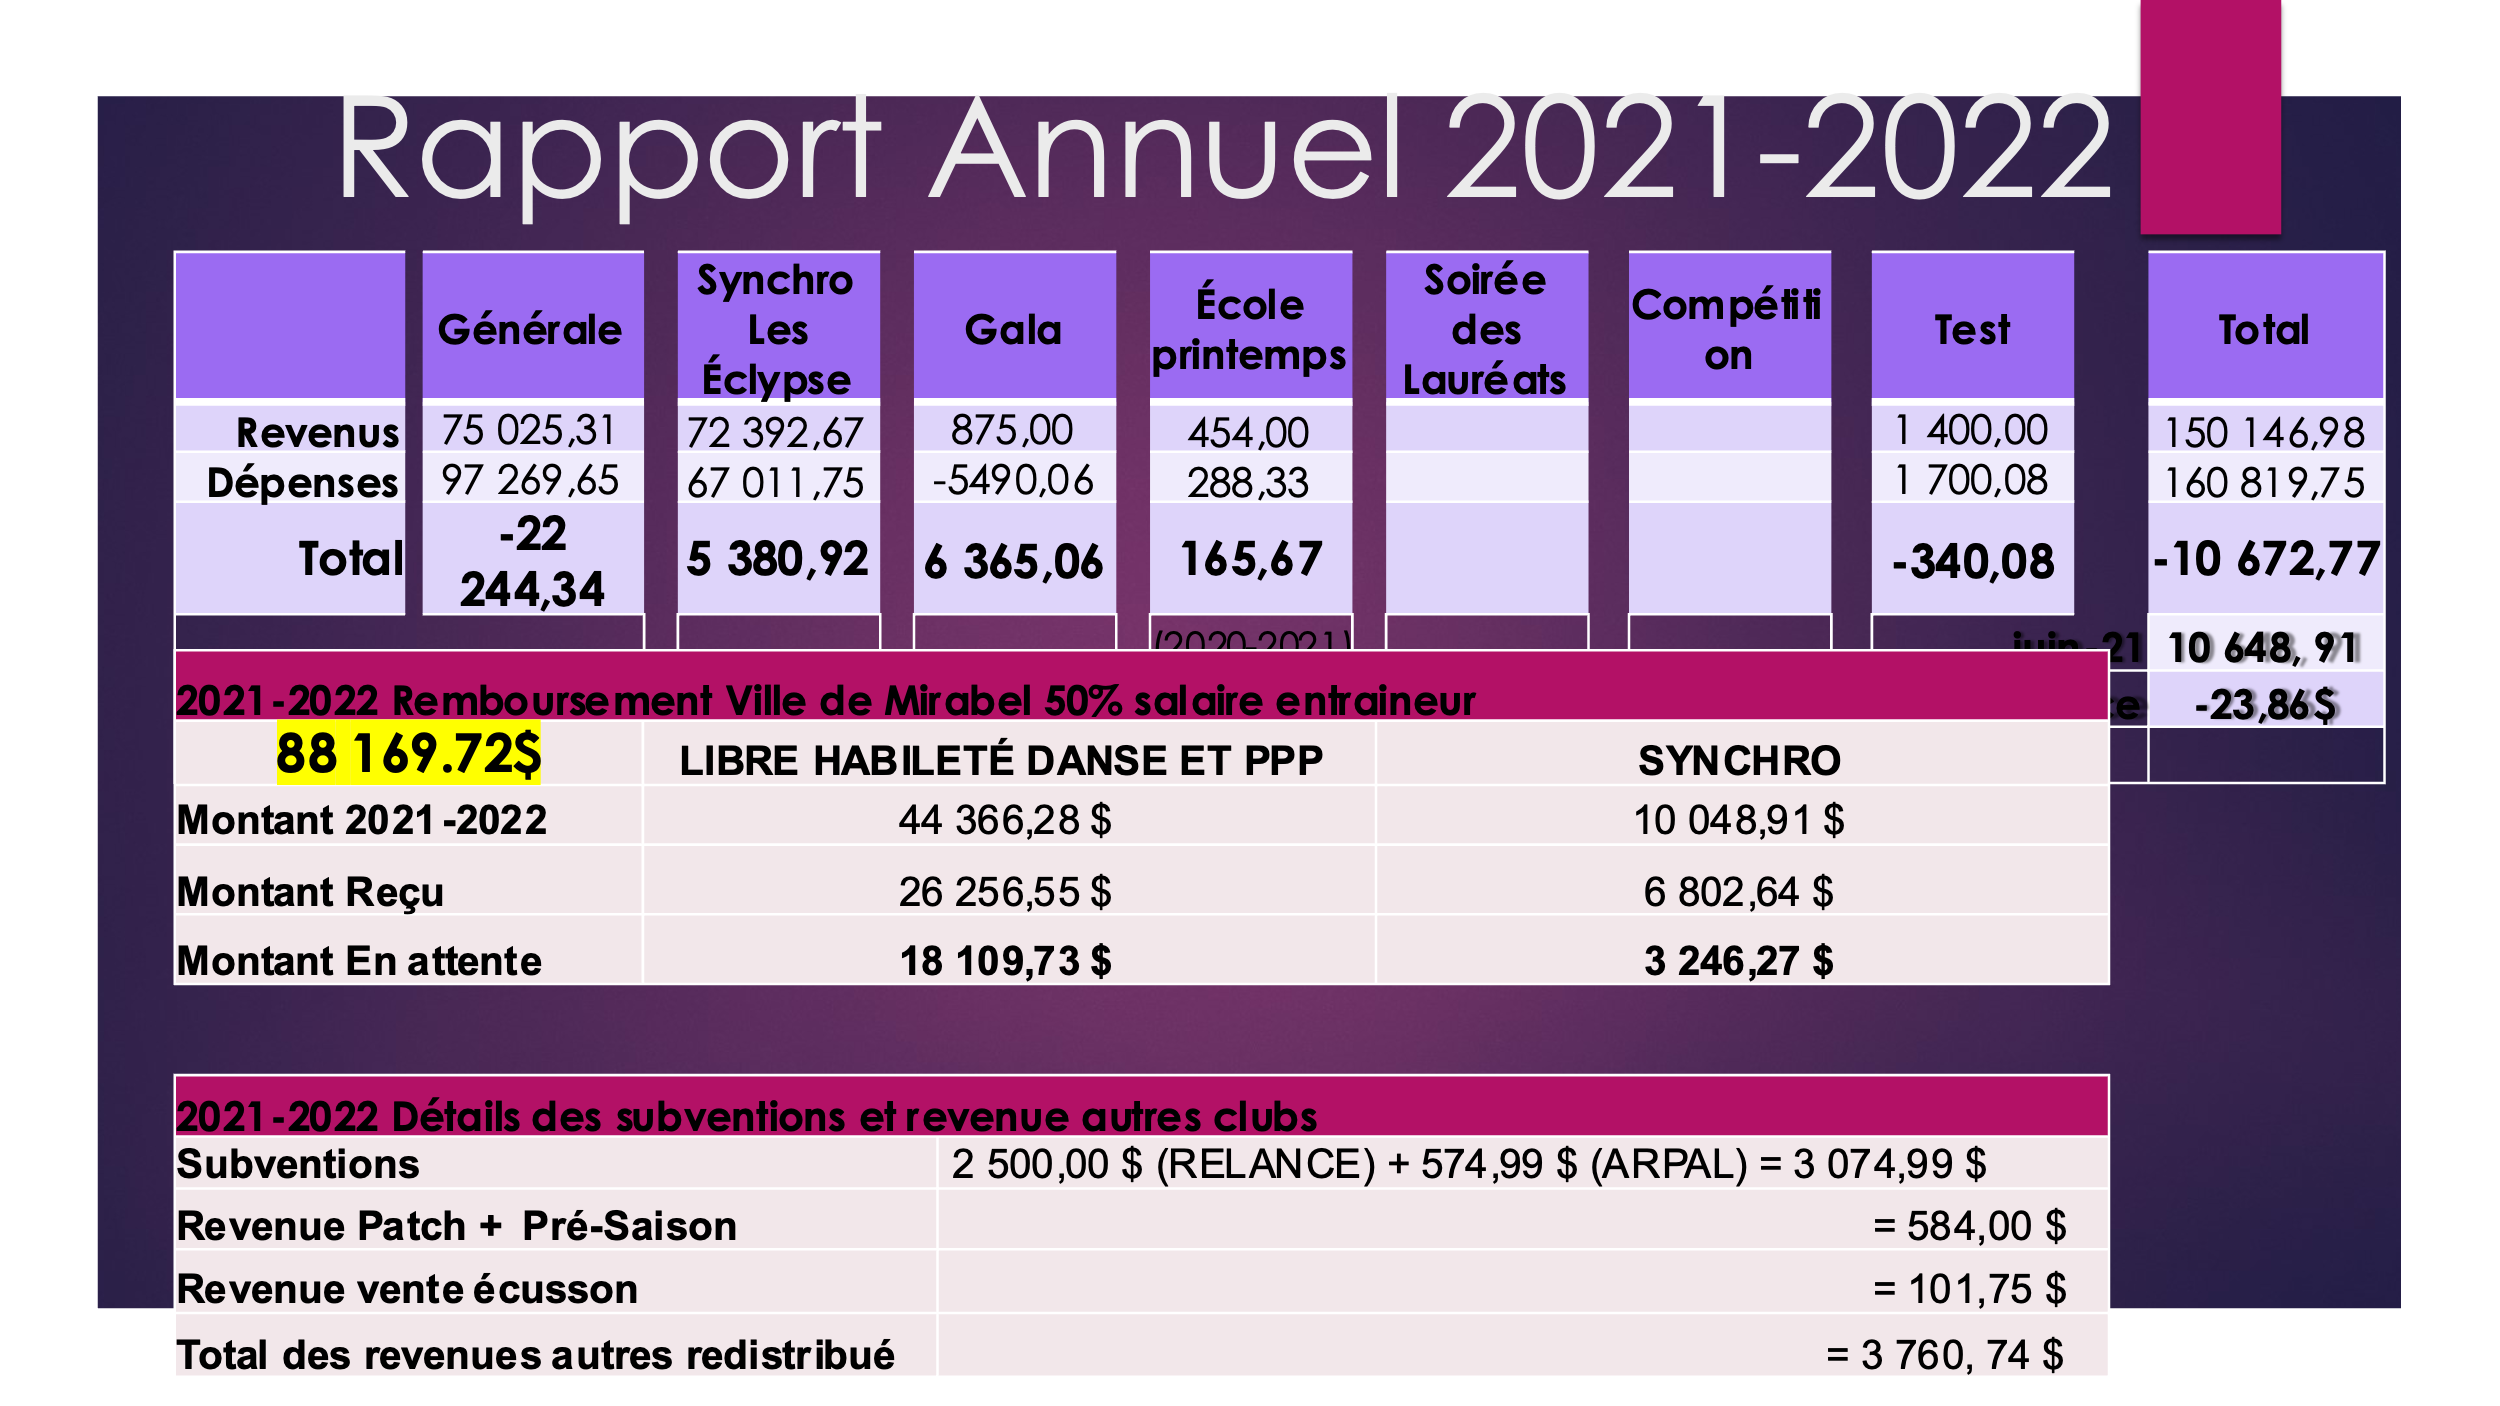 Rapport Annuel 2021-2022
Générale
Synchro
Les
Éclypse
Gala
École
printemps
Soirée
des
Lauréats
Compétiti
on
Test
Total
Revenus 75 025,31 72 392,67 875,00 454,00 1 400,00 150 146,98
Dépenses 97 269,65 67 011,75 -5490,06 288,33 1 700,08 160 819,75
Total -22
244,34 5 380,92 6 365,06 165,67 -340,08 -10 672,77
(2020-2021) juin-21 10 648, 91
-23,86$
2021-2022 Remboursement Ville de Mirabel 50% salaire entraineur
88 169.72$ LIBRE HABILETÉ DANSE ET PPP SYNCHRO
Montant 2021-2022 44 366,28 $ 10 048,91 $
Montant Reçu 26 256,55 $ 6 802,64 $
Montant En attente 18 109,73 $ 3 246,27 $
2021-2022 Détails des subventions et revenue autres clubs
Subventions 2 500,00 $ (RELANCE) + 574,99 $ (ARPAL) = 3 074,99 $
Revenue Patch + Pré-Saison = 584,00 $
Revenue vente écusson = 101,75 $
Total des revenues autres redistribué = 3 760, 74 $